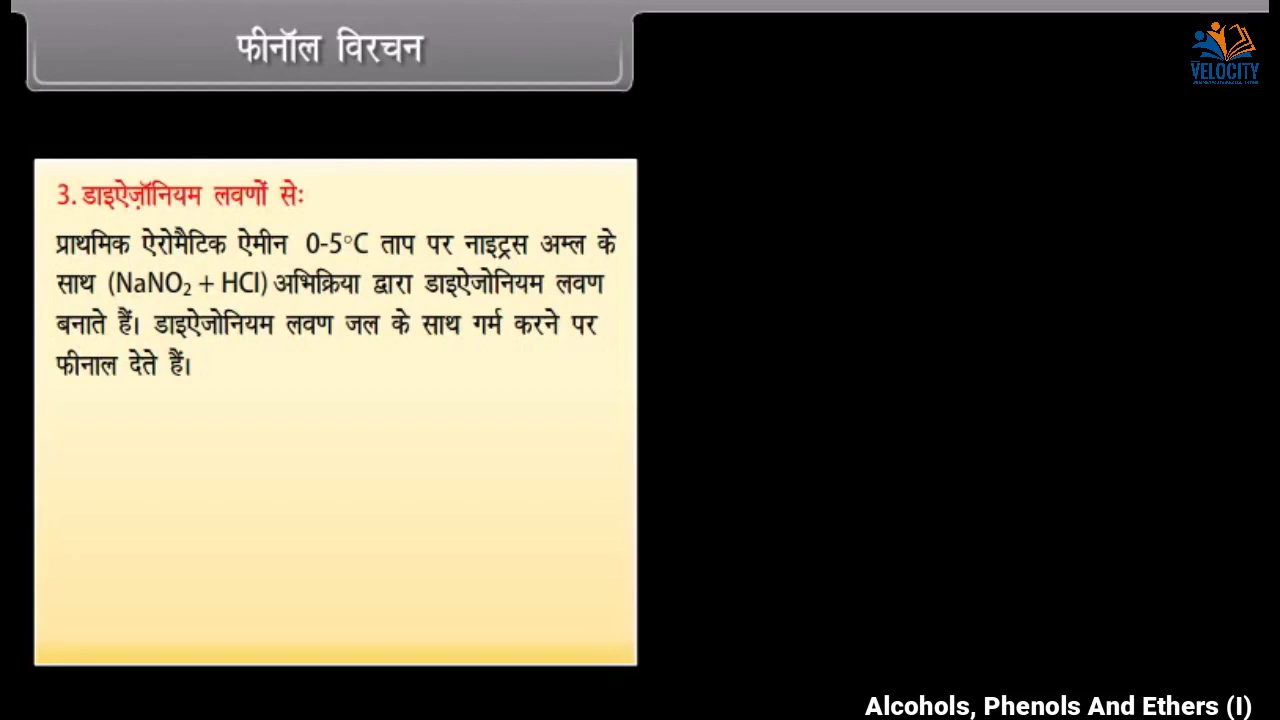 फीनॉल विरचन
VELOCITY
3. डाइऐज़ॉनियम लवणों से:
प्राथमिक ऐरोमैटिक ऐमीन 0-5°C ताप पर नाइट्रस अम्ल के
साथ (NaNO₂ + HCl) अभिक्रिया द्वारा डाइऐजोनियम लवण
बनाते हैं। डाइऐजोनियम लवण जल के साथ गर्म करने पर
फीनाल देते हैं।
Alcohols, Phenols And Ethers (I)